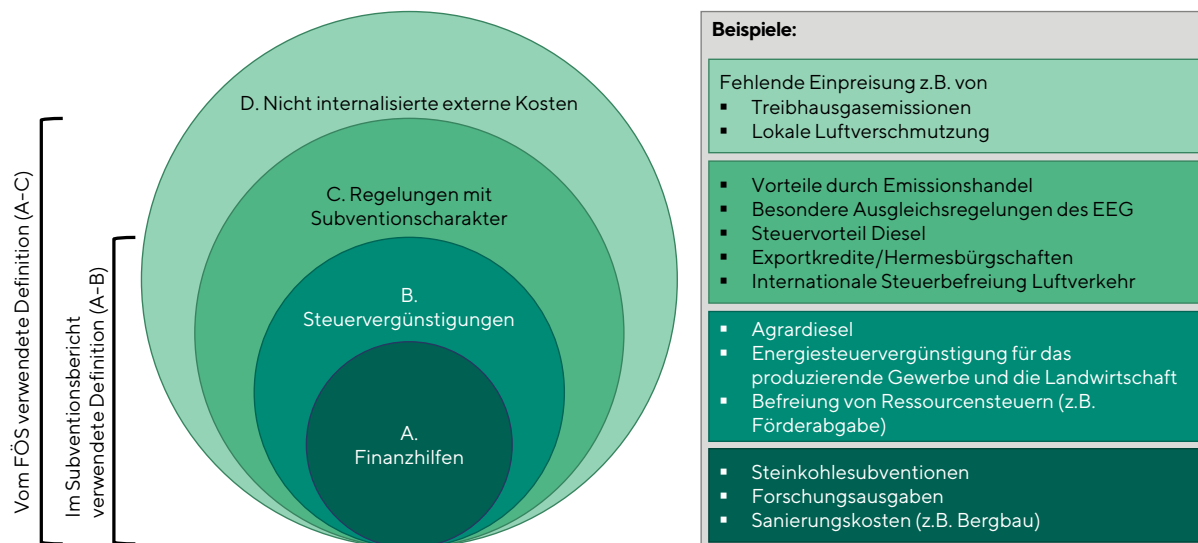 Vom FÖS verwendete Definition (A-C)
Im Subventionsbericht
verwendete Definition (A-B)
D. Nicht internalisierte externe Kosten
C. Regelungen mit
Subventionscharakter
B.
Steuervergünstigungen
A.
Finanzhilfen
Beispiele:
Fehlende Einpreisung z.B. von
▪ Treibhausgasemissionen
▪ Lokale Luftverschmutzung
▪ Vorteile durch Emissionshandel
▪ Besondere Ausgleichsregelungen des EEG
▪ Steuervorteil Diesel
▪ Exportkredite/Hermesbürgschaften
▪ Internationale Steuerbefreiung Luftverkehr
▪ Agrardiesel
▪ Energiesteuervergünstigung für das
produzierende Gewerbe und die Landwirtschaft
▪ Befreiung von Ressourcensteuern (z.B.
Förderabgabe)
▪ Steinkohlesubventionen
▪ Forschungsausgaben
▪ Sanierungskosten (z.B. Bergbau)